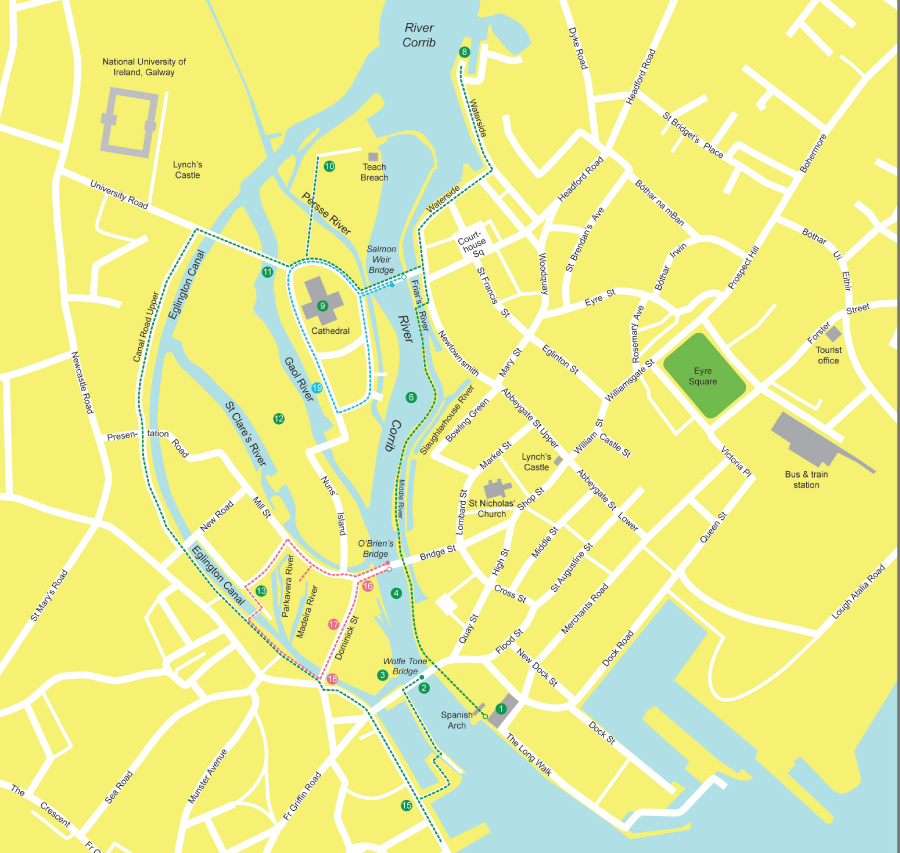 River
Corrib
8
Dyke Road
Headford Road
National University of
Ireland, Galway
Lynch's
Castle
University Road
10
Teach
Breach
Persse River
Waterside
Waterside
St Bridget's Place
Bohermore
Headford Road
Bothar na mBan
Bothar Ui Eithir
Court-
house
Sq
St Brendan's Ave
Woodquay
Bóthar Irwin
Prospect Hill
Salmon
Weir
Bridge
11
9
Cathedral
Eglington Canal
Canal Road Upper
Friar's River
St Francis St
Eyre St
Rosemary Ave
Forster Street
Tourist
office
Newcastle Road
Gaol River
19
River
Corrib
6
Newtownsmith
Mary St
Eglinton St
Williamsgate St
Eyre
Square
12
St Clare's River
Slaughterhouse River
Bowling Green
Abbeygate St Upper
William St
Castle St
Presen-
tation
Road
Market St
Lynch's
Castle
Victoria Pl
Bus & train
station
Nuns' Island
Middle River
Lombard St
St Nicholas'
Church
Shop St
Abbeygate St Lower
Mill St
New Road
O'Brien's
Bridge
Bridge St
High St
Middle St
St Augustine St
Queen St
Eglington Canal
13
Parkavera River
Madeira River
16
4
Cross St
Merchants Road
Lough Atalia Road
St Mary's Road
17
Dominick St
Quay St
Flood St
New Dock St
Dock Road
Wolfe Tone
Bridge
3
18
2
Spanish
Arch
1
Dock St
The Long Walk
Sea Road
Munster Avenue
Fr Griffin Road
15
The Crescent
Fr G